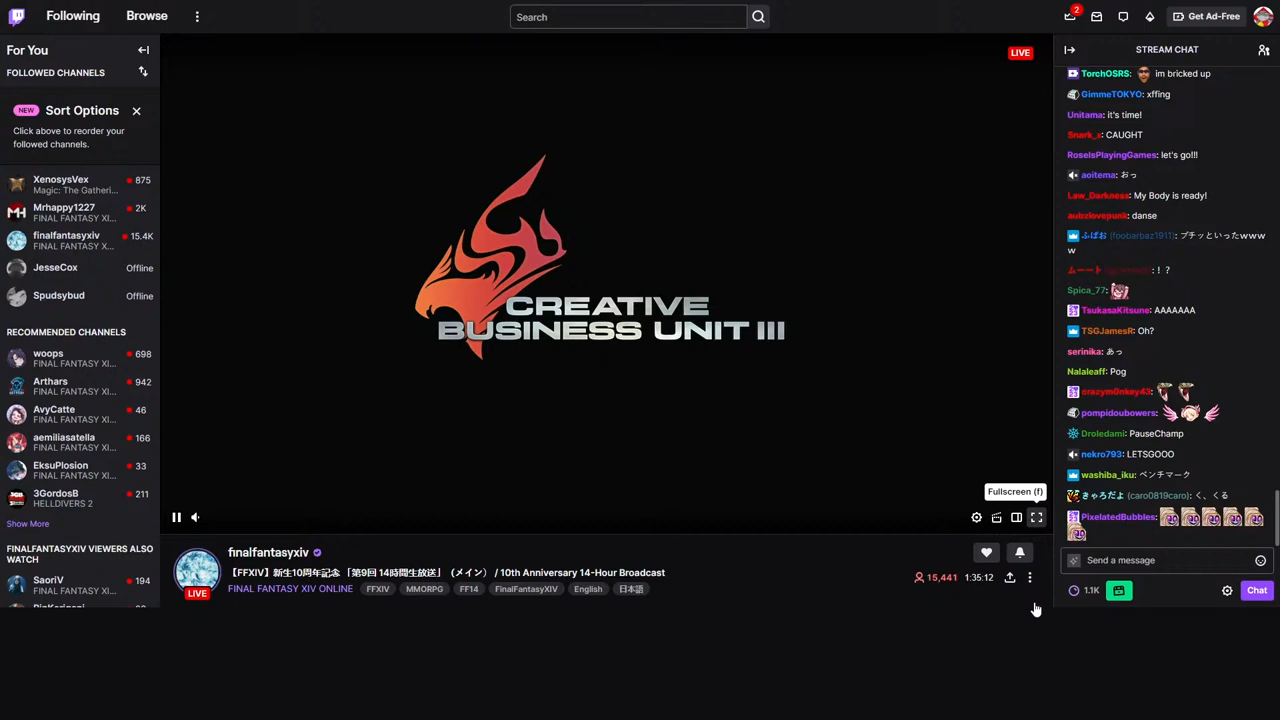 Following
Browse
Search
2
Get Ad-Free
For You
FOLLOWED CHANNELS
NEW
Sort Options
Click above to reorder your
followed channels.
XenosysVex
875
Magic: The Gatheri...
Mrhappy1227
2K
FINAL FANTASY XI...
finalfantasyxiv
15.4K
FINAL FANTASY X...
JesseCox
Offline
Spudsybud
Offline
RECOMMENDED CHANNELS
woops
698
FINAL FANTASY XI...
Arthars
942
FINAL FANTASY XI...
AvyCatte
46
FINAL FANTASY XI...
aemiliasatella
166
FINAL FANTASY XI...
EksuPlosion
33
FINAL FANTASY XI...
3GordosB
211
HELLDIVERS 2
Show More
FINALFANTASYXIV VIEWERS ALSO
WATCH
SaoriV
194
FINAL FANTASY XI...
LIVE
CREATIVE
BUSINESS UNIT III
Fullscreen (f)
finalfantasyxiv
【FFXIV】新生10周年記念「第9回 14時間生放送」（メイン） / 10th Anniversary 14-Hour Broadcast
FINAL FANTASY XIV ONLINE
FFXIV
MMORPG
FF14
FinalFantasyXIV
English
日本語
LIVE
15,441
1:35:12
STREAM CHAT
TorchOSRS: im bricked up
GimmeTOKYO: xffing
Unitama: it's time!
Snark_x: CAUGHT
RoseIsPlayingGames: let's go!!!
aoitema: おっ
Law_Darkness: My Body is ready!
aubzlovepunk: danse
ふばお (foobarbaz1911): プチッといったwww
w
ムーート : ！？
Spica_77:
TsukasaKitsune: AAAAAAA
TSGJamesR: Oh?
serinika: あっ
Nalaleaff: Pog
crazym0nkey43:
pompidoubowers:
Droledami: PauseChamp
nekro793: LETSGOOO
washiba_iku: ベンチマーク
きゃろだよ (caro0819caro): く、くる
PixelatedBubbles:
Send a message
1.1K
Chat